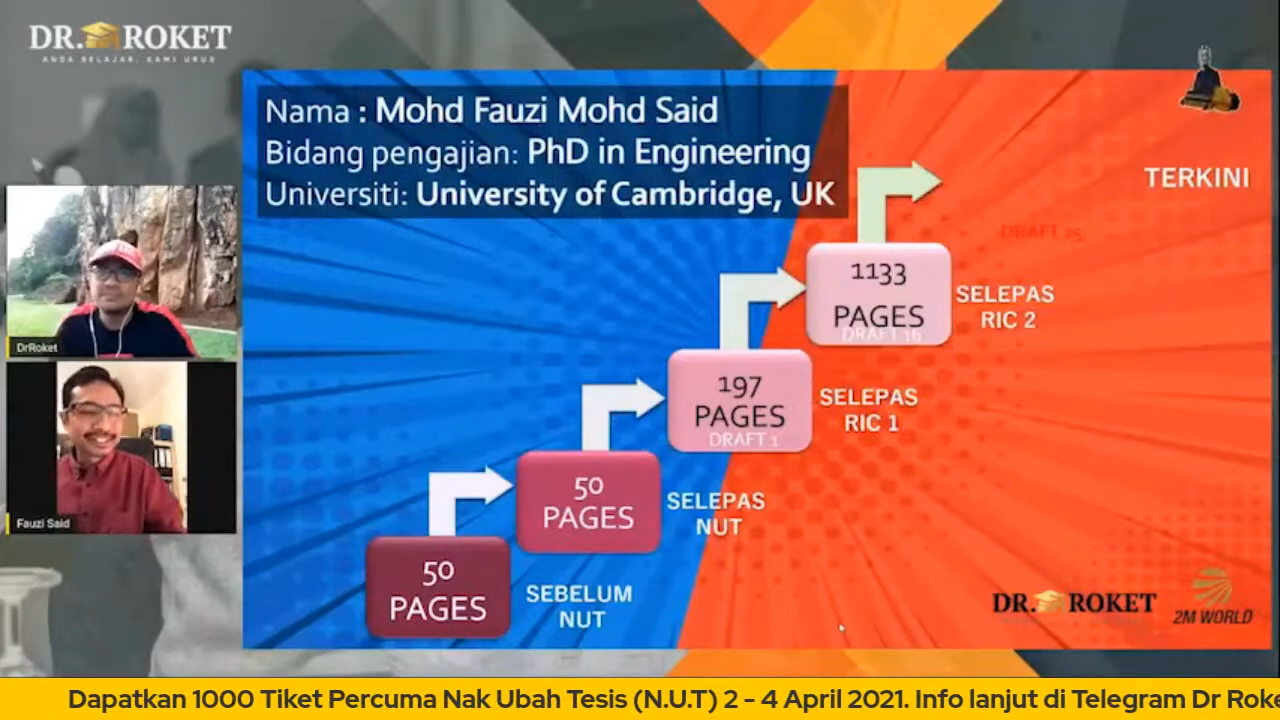 DR. ROKET
ANDA BELAJAR, KAMI URUS
Nama : Mohd Fauzi Mohd Said
Bidang pengajian: PhD in Engineering
Universiti: University of Cambridge, UK
TERKINI
DRAFT 25
1133
PAGES
DRAFT 16
SELEPAS
RIC 2
197
PAGES
DRAFT 1
SELEPAS
RIC 1
50
PAGES
SELEPAS
NUT
50
PAGES
SEBELUM
NUT
DrRoket
Fauzi Said
DR. ROKET
2M WORLD
Dapatkan 1000 Tiket Percuma Nak Ubah Tesis (N.U.T) 2 - 4 April 2021. Info lanjut di Telegram Dr Roke